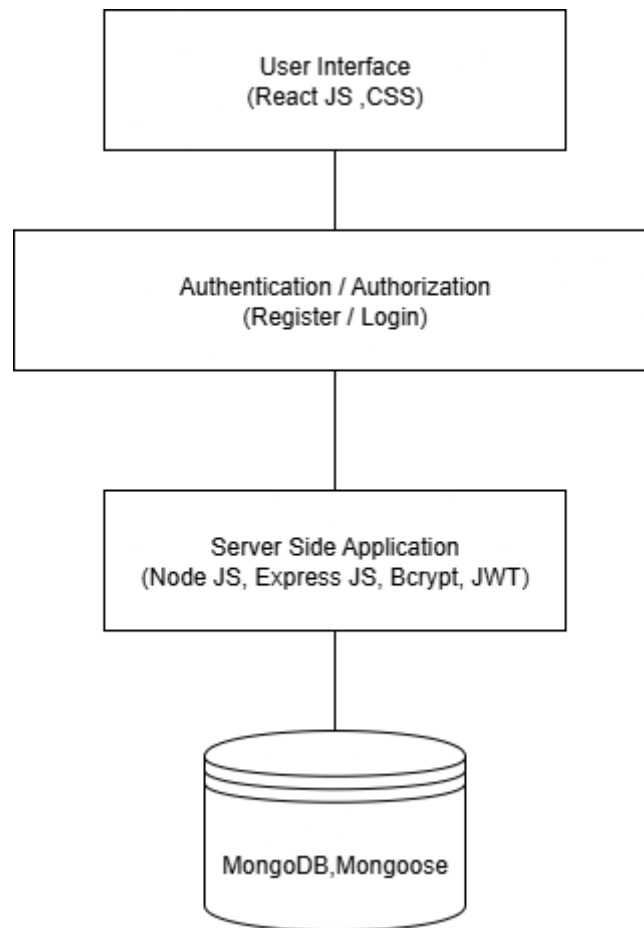 User Interface
(React JS ,CSS)
Authentication / Authorization
(Register / Login)
Server Side Application
(Node JS, Express JS, Bcrypt, JWT)
MongoDB,Mongoose